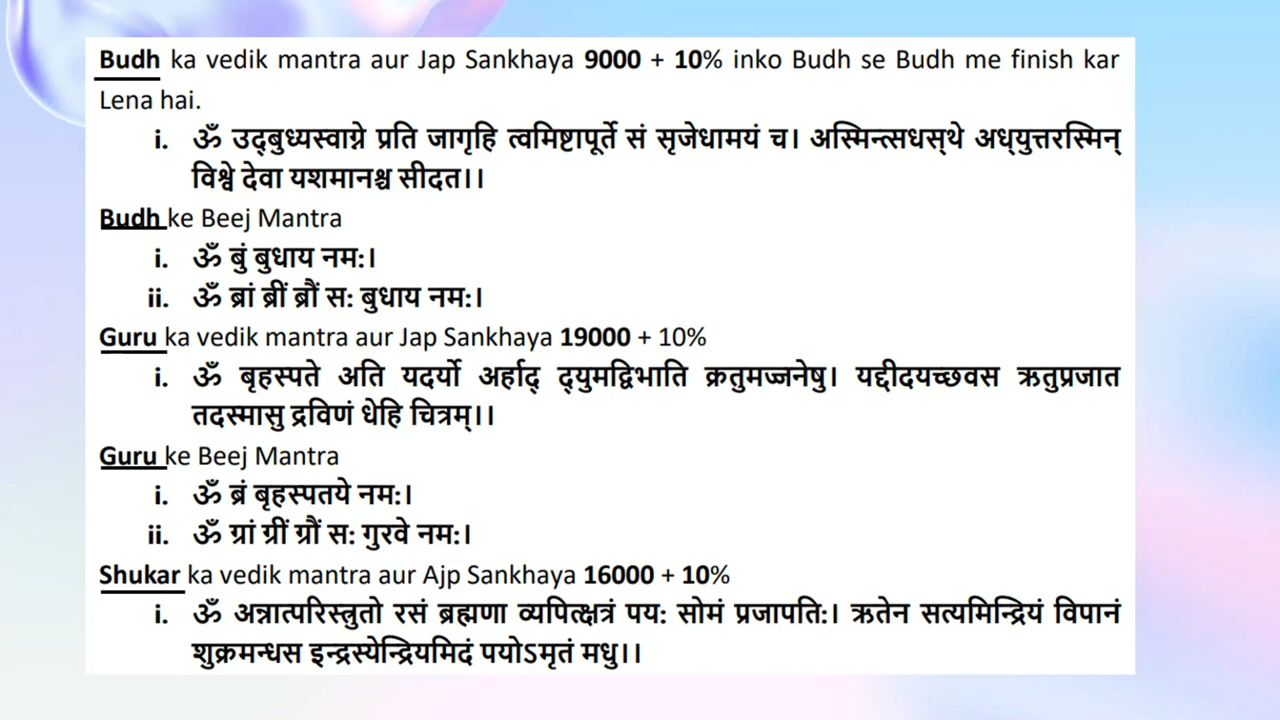 Budh ka vedik mantra aur Jap Sankhaya 9000 + 10% inko Budh se Budh me finish kar
Lena hai.
i. ॐ उद्‌बुध्यस्वाग्ने प्रति जागृहि त्वमिष्टापूर्ते सं सृजेधामयं च। अस्मिन्त्सधस्‌थे अध्‌युत्तरस्मिन्
विश्वे देवा यशमानश्च सीदत।।
Budh ke Beej Mantra
i. ॐ बुं बुधाय नम:।
ii. ॐ ब्रां ब्रीं ब्रौं स: बुधाय नम:।
Guru ka vedik mantra aur Jap Sankhaya 19000 + 10%
i. ॐ बृहस्पते अति यदर्यो अर्हाद् द्‌युमद्विभाति क्रतुमज्जनेषु। यद्दीदयच्छवस ऋतुप्रजात
तदस्मासु द्रविणं धेहि चित्रम्।।
Guru ke Beej Mantra
i. ॐ ब्रं बृहस्पतये नम:।
ii. ॐ ग्रां ग्रीं ग्रौं स: गुरवे नम:।
Shukar ka vedik mantra aur Ajp Sankhaya 16000 + 10%
i. ॐ अन्नात्परिस्त्रुतो रसं ब्रह्मणा व्यपित्क्षत्रं पय: सोमं प्रजापति:। ऋतेन सत्यमिन्द्रियं विपानं
शुक्रमन्धस इन्द्रस्येन्द्रियमिदं पयोऽमृतं मधु।।